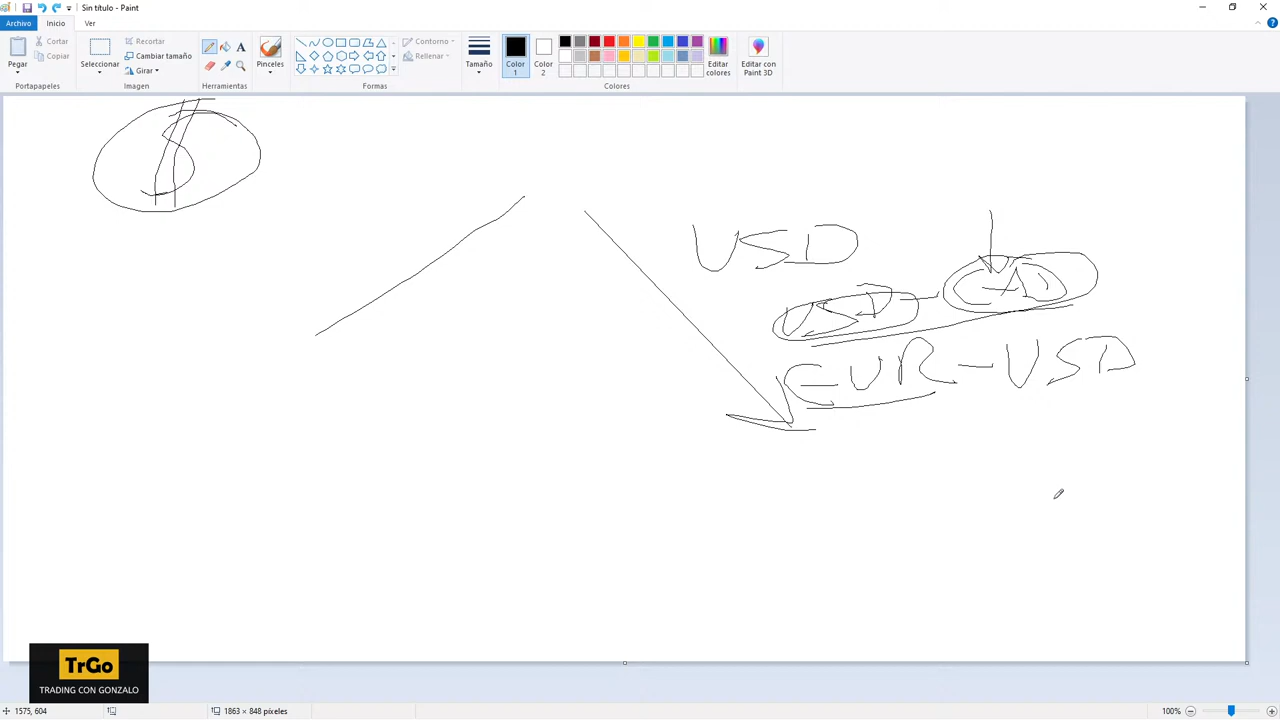 Sin título - Paint
Archivo Inicio Ver
Pegar
Cortar
Copiar
Portapapeles
Seleccionar
Recortar
Cambiar tamaño
Girar
Imagen
A
Herramientas
Pinceles
Contorno
Rellenar
Formas
Tamaño
Color 1
Color 2
Editar colores
Colores
Editar con Paint 3D
$
USD
USD - CAD
EUR - USD
TrGo
TRADING CON GONZALO
1575, 604
1863 × 848 píxeles
100%